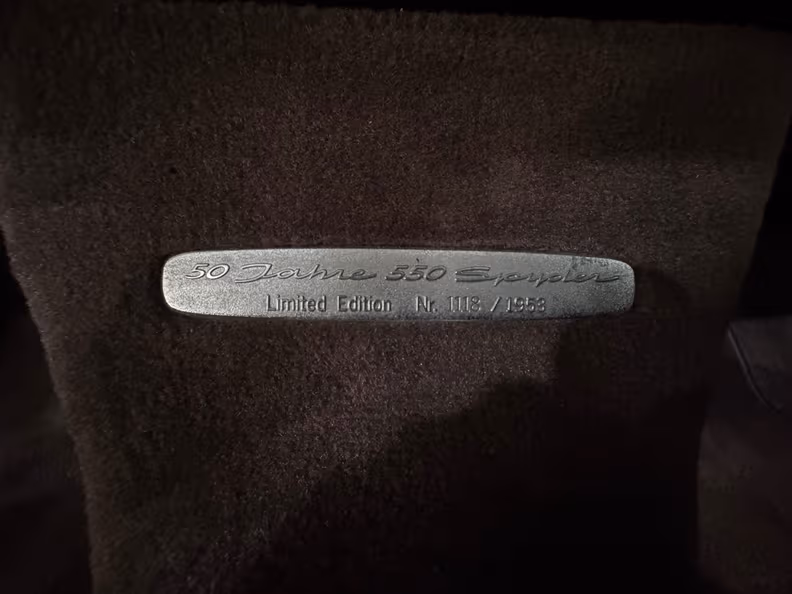 50 Jahre 550 Spyder
Limited Edition Nr. 1118 / 1953